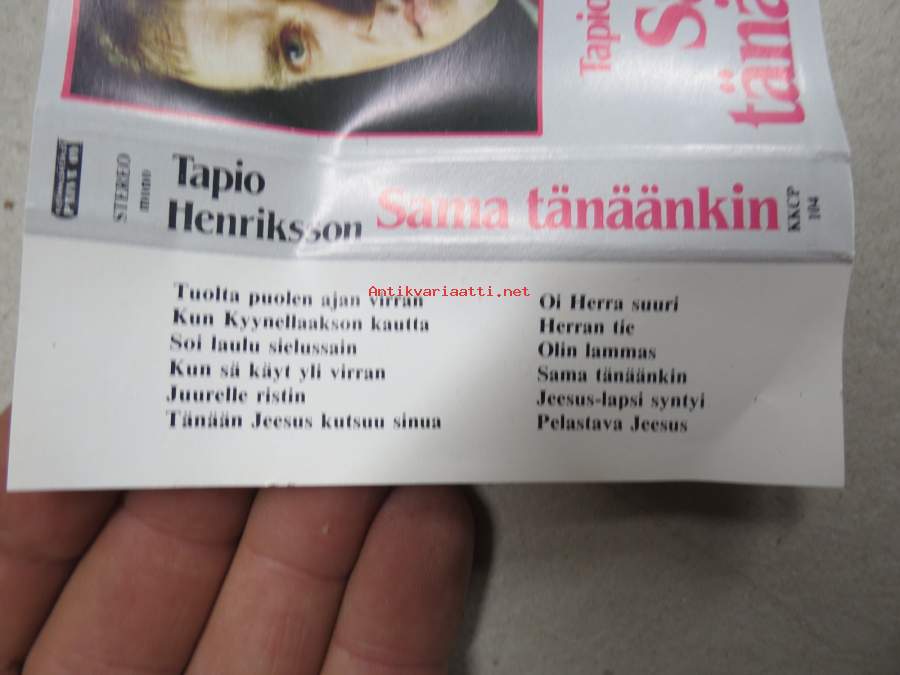 Tapio
STEREO
mono
Tapio
Henriksson
Sama tänäänkin
KKCP
104
Antikvariaatti.net
Tuolta puolen ajan virran
Kun Kyynellaakson kautta
Soi laulu sielussain
Kun sä käyt yli virran
Juurelle ristin
Tänään Jeesus kutsuu sinua
Oi Herra suuri
Herran tie
Olin lammas
Sama tänäänkin
Jeesus-lapsi syntyi
Pelastava Jeesus